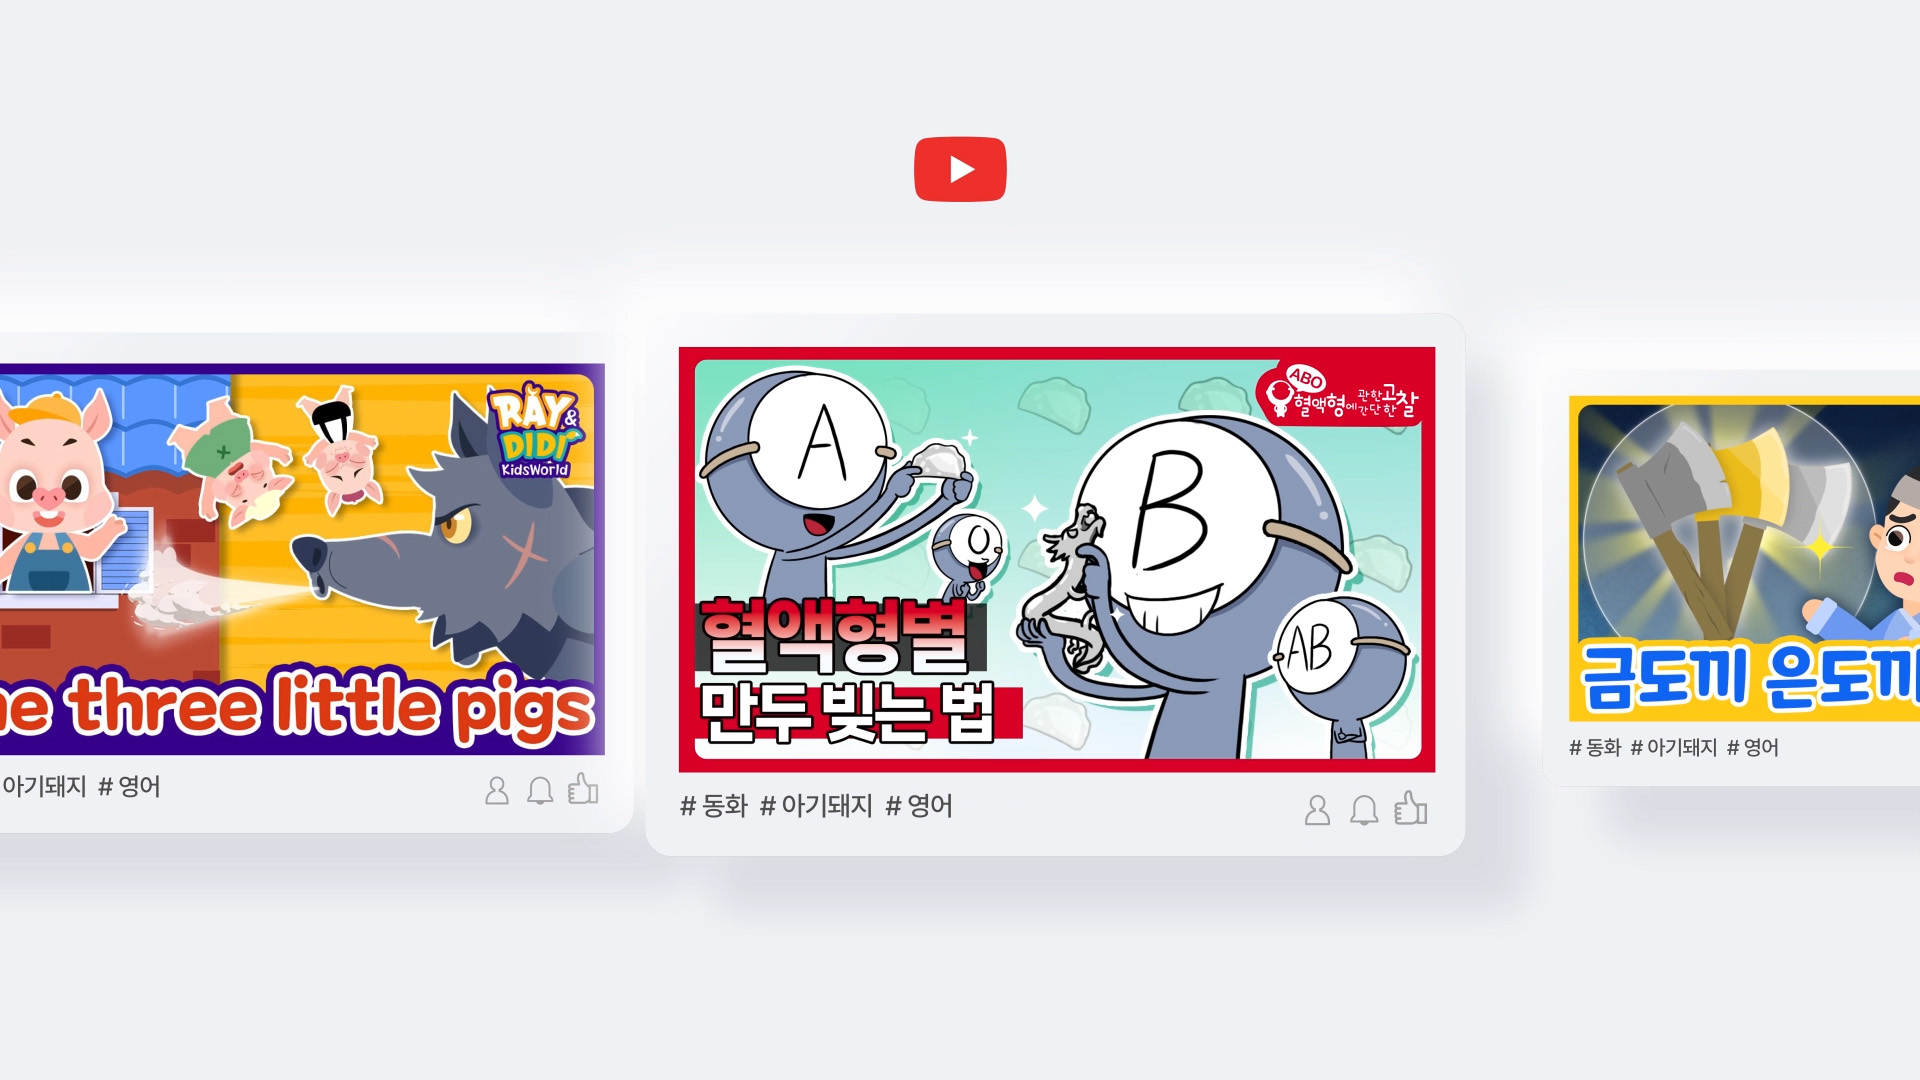 RAY &
DIDI
KidsWorld
three little pigs
아기돼지 # 영어
A
O
B
AB
ABO
혈액형에 관한 간단한 고찰
혈액형별
만두 빚는 법
# 동화 # 아기돼지 # 영어
금도끼 은도끼
# 동화 # 아기돼지 # 영어